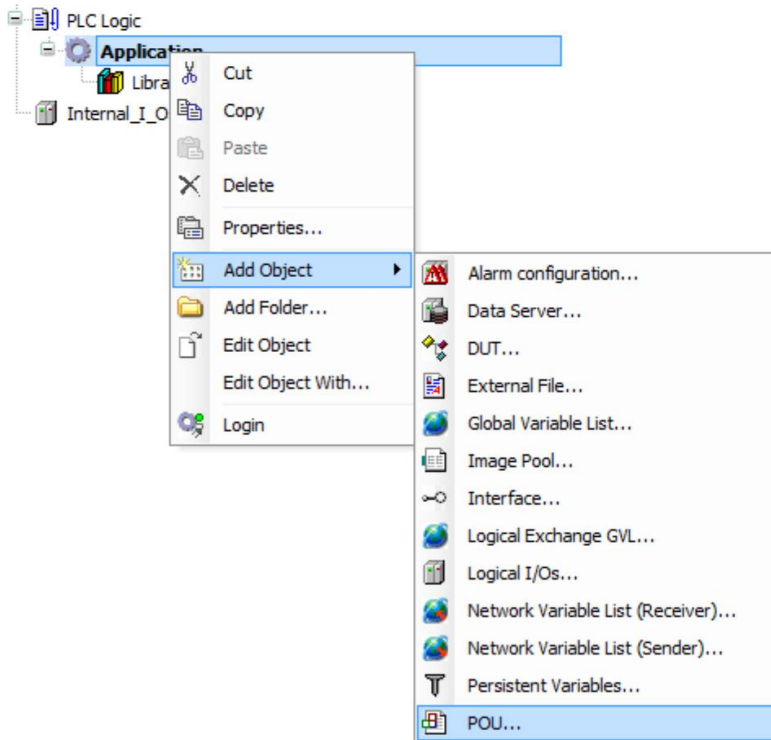 PLC Logic
Application
Libra
Internal_I_O
Cut
Copy
Paste
Delete
Properties...
Add Object
Add Folder...
Edit Object
Edit Object With...
Login
Alarm configuration...
Data Server...
DUT...
External File...
Global Variable List...
Image Pool...
Interface...
Logical Exchange GVL...
Logical I/Os...
Network Variable List (Receiver)...
Network Variable List (Sender)...
Persistent Variables...
POU...